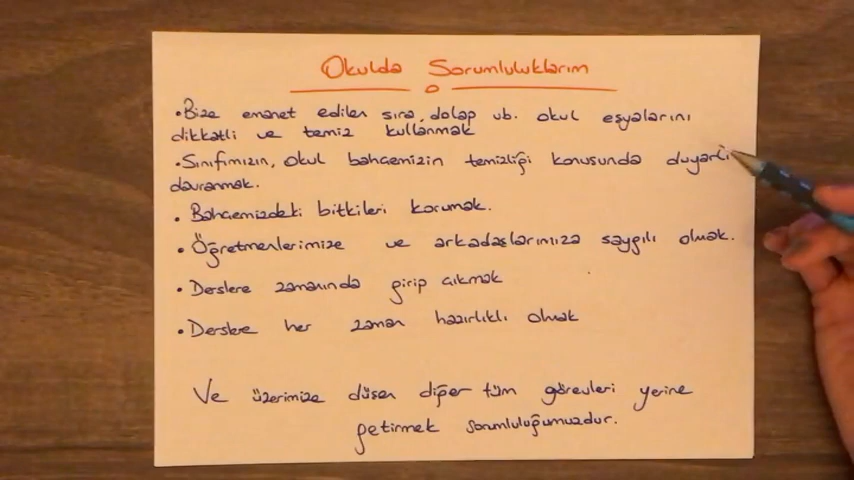 Okulda Sorumluluklarım
•Bize emanet edilen sıra, dolap vb. okul eşyalarını
dikkatli ve temiz kullanmak
•Sınıfımızın, okul bahçemizin temizliği konusunda duyarlı
davranmak.
• Bahçemizdeki bitkileri korumak.
• Öğretmenlerimize ve arkadaşlarımıza saygılı olmak.
• Derslere zamanında girip çıkmak
• Derslere her zaman hazırlıklı olmak
Ve üzerimize düşen diğer tüm görevleri yerine
getirmek sorumluluğumuzdur.